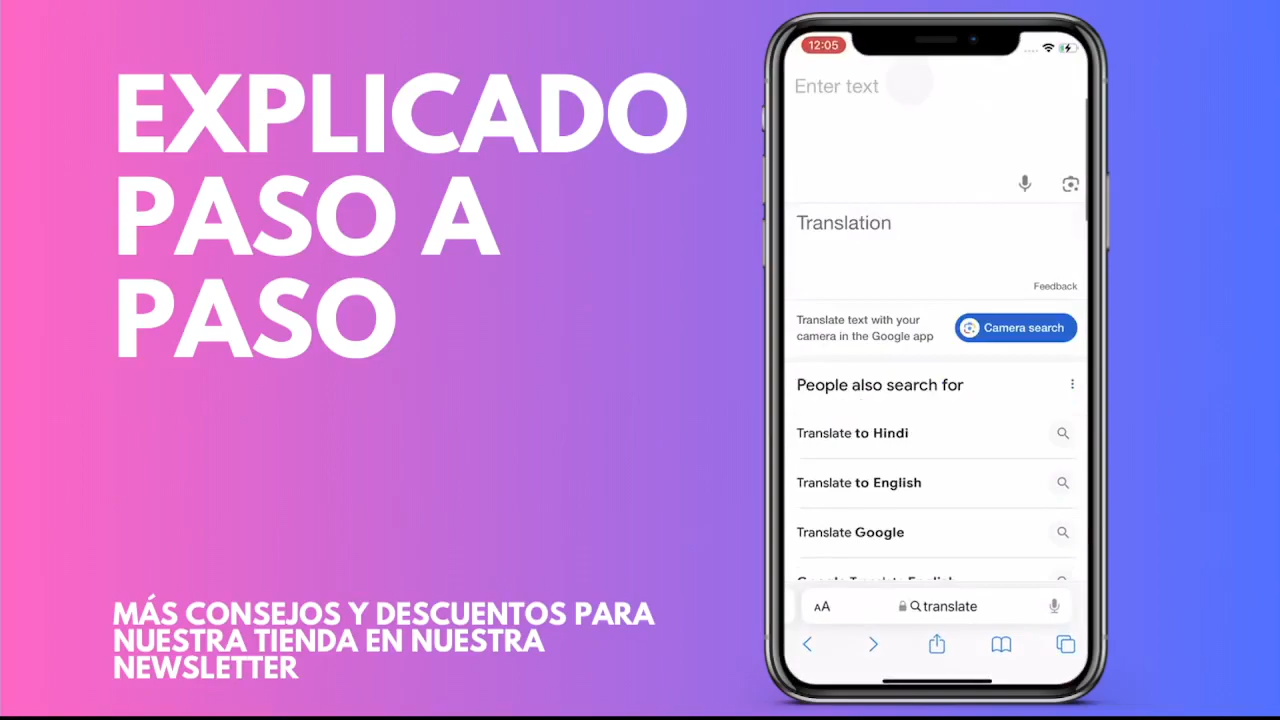 EXPLICADO
PASO A
PASO
MÁS CONSEJOS Y DESCUENTOS PARA
NUESTRA TIENDA EN NUESTRA
NEWSLETTER
12:05
Enter text
Translation
Feedback
Translate text with your
camera in the Google app
Camera search
People also search for
Translate to Hindi
Translate to English
Translate Google
AA
translate